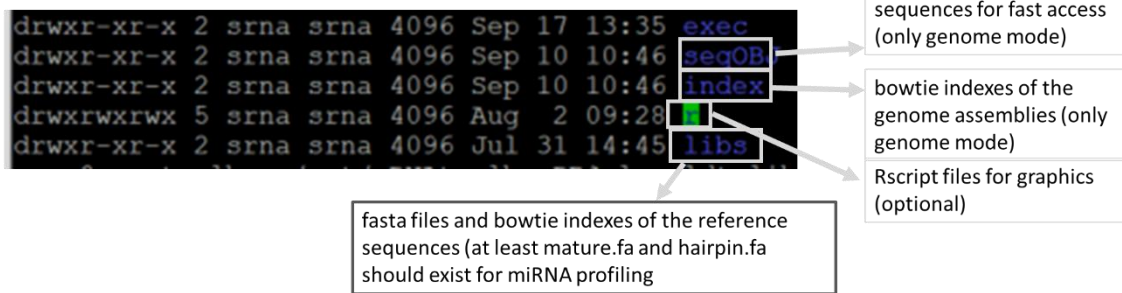 sequences for fast access
(only genome mode)
drwxr-xr-x 2 srna srna 4096 Sep 17 13:35 exec
drwxr-xr-x 2 srna srna 4096 Sep 10 10:46 seqOBJ
drwxr-xr-x 2 srna srna 4096 Sep 10 10:46 index
drwxrwxrwx 5 srna srna 4096 Aug  2 09:28 r
drwxr-xr-x 2 srna srna 4096 Jul 31 14:45 libs
bowtie indexes of the
genome assemblies (only
genome mode)
Rscript files for graphics
(optional)
fasta files and bowtie indexes of the reference
sequences (at least mature.fa and hairpin.fa
should exist for miRNA profiling